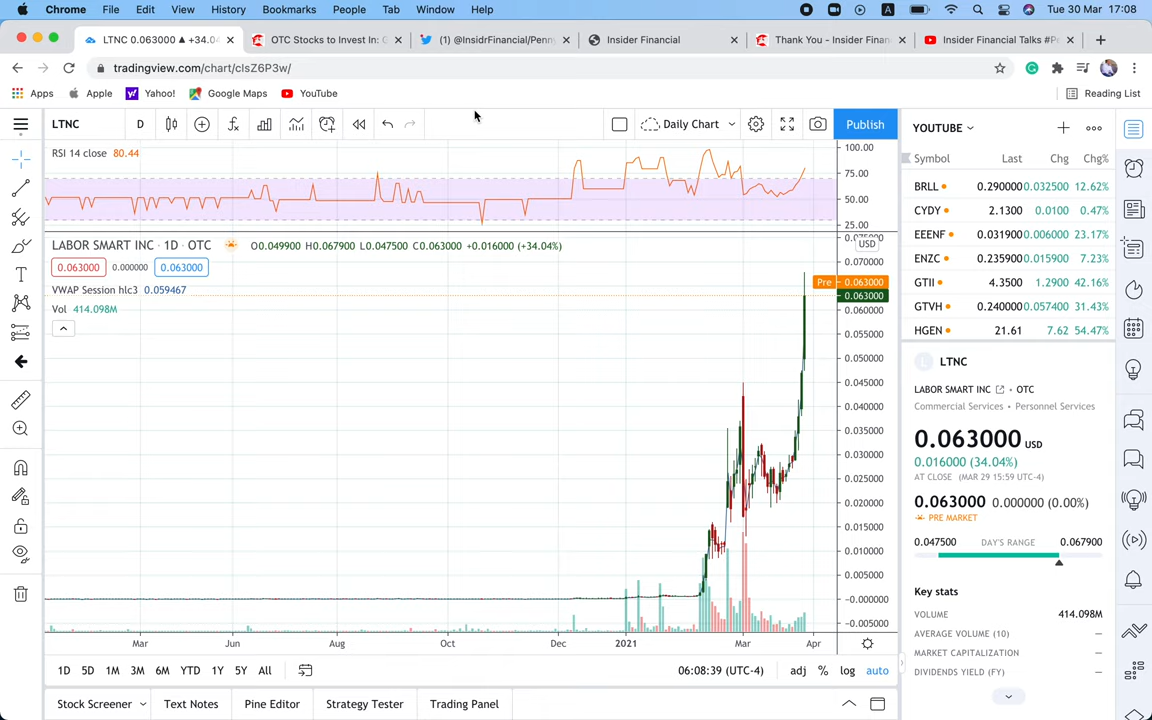 Chrome File Edit View History Bookmarks People Tab Window Help A Tue 30 Mar 17:08
LTNC 0.063000 ▲ +34.0 OTC Stocks to Invest In: G (1) @InsidrFinancial/Penny Insider Financial Thank You - Insider Finan Insider Financial Talks #Pe
tradingview.com/chart/clsZ6P3w/
Apps Apple Yahoo! Google Maps YouTube Reading List
LTNC D Daily Chart Publish YOUTUBE
RSI 14 close 80.44
100.00
75.00
50.00
25.00
LABOR SMART INC · 1D · OTC O0.049900 H0.067900 L0.047500 C0.063000 +0.016000 (+34.04%)
0.063000 0.000000 0.063000
VWAP Session hlc3 0.059467
Vol 414.098M
0.075000
USD
0.070000
Pre 0.063000
0.063000
0.060000
0.055000
0.050000
0.045000
0.040000
0.035000
0.030000
0.025000
0.020000
0.015000
0.010000
0.005000
−0.000000
−0.005000
Mar Jun Aug Oct Dec 2021 Mar Apr
1D 5D 1M 3M 6M YTD 1Y 5Y All 06:08:39 (UTC-4) adj % log auto
Stock Screener Text Notes Pine Editor Strategy Tester Trading Panel
Symbol Last Chg Chg%
BRLL 0.290000 0.032500 12.62%
CYDY 2.1300 0.0100 0.47%
EEENF 0.031900 0.006000 23.17%
ENZC 0.235900 0.015900 7.23%
GTII 4.3500 1.2900 42.16%
GTVH 0.240000 0.057400 31.43%
HGEN 21.61 7.62 54.47%
LTNC
LABOR SMART INC • OTC
Commercial Services • Personnel Services
0.063000 USD
0.016000 (34.04%)
AT CLOSE (MAR 29 15:59 UTC-4)
0.063000 0.000000 (0.00%)
PRE MARKET
0.047500 DAY'S RANGE 0.067900
Key stats
VOLUME 414.098M
AVERAGE VOLUME (10) —
MARKET CAPITALIZATION —
DIVIDENDS YIELD (FY) —